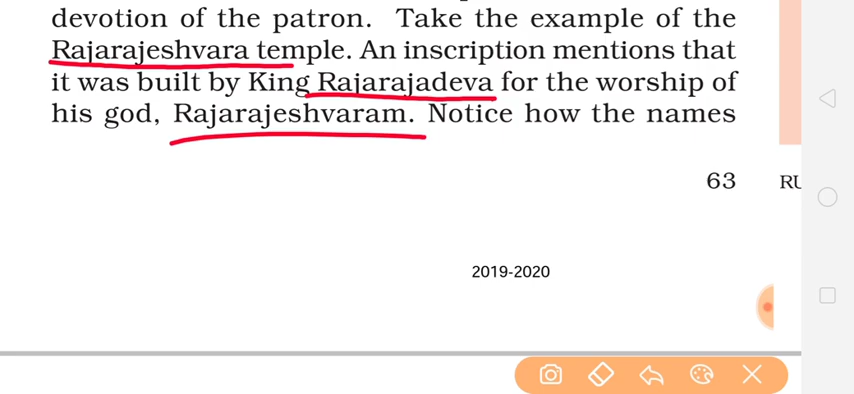 devotion of the patron. Take the example of the
Rajarajeshvara temple. An inscription mentions that
it was built by King Rajarajadeva for the worship of
his god, Rajarajeshvaram. Notice how the names
63
RU
2019-2020